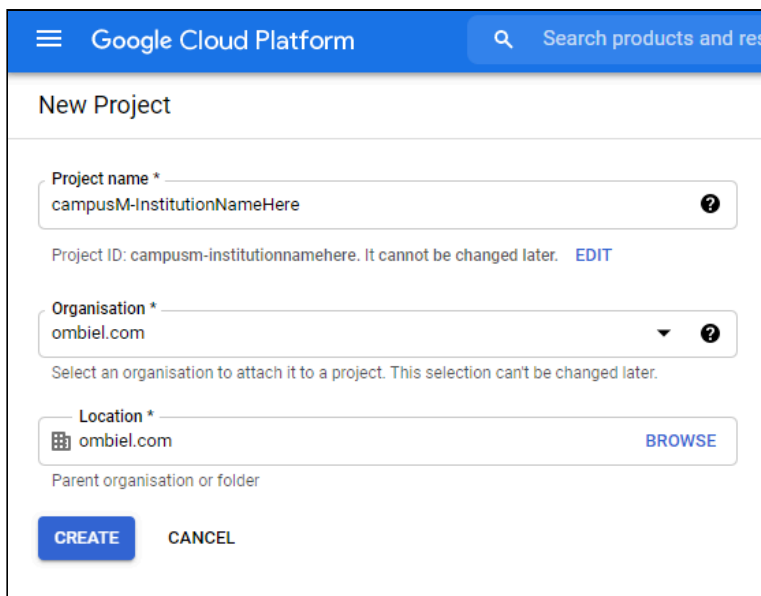 Google Cloud Platform
Search products and res
New Project
Project name *
campusM-InstitutionNameHere
Project ID: campusm-institutionnamehere. It cannot be changed later. EDIT
Organisation *
ombiel.com
Select an organisation to attach it to a project. This selection can't be changed later.
Location *
ombiel.com BROWSE
Parent organisation or folder
CREATE CANCEL